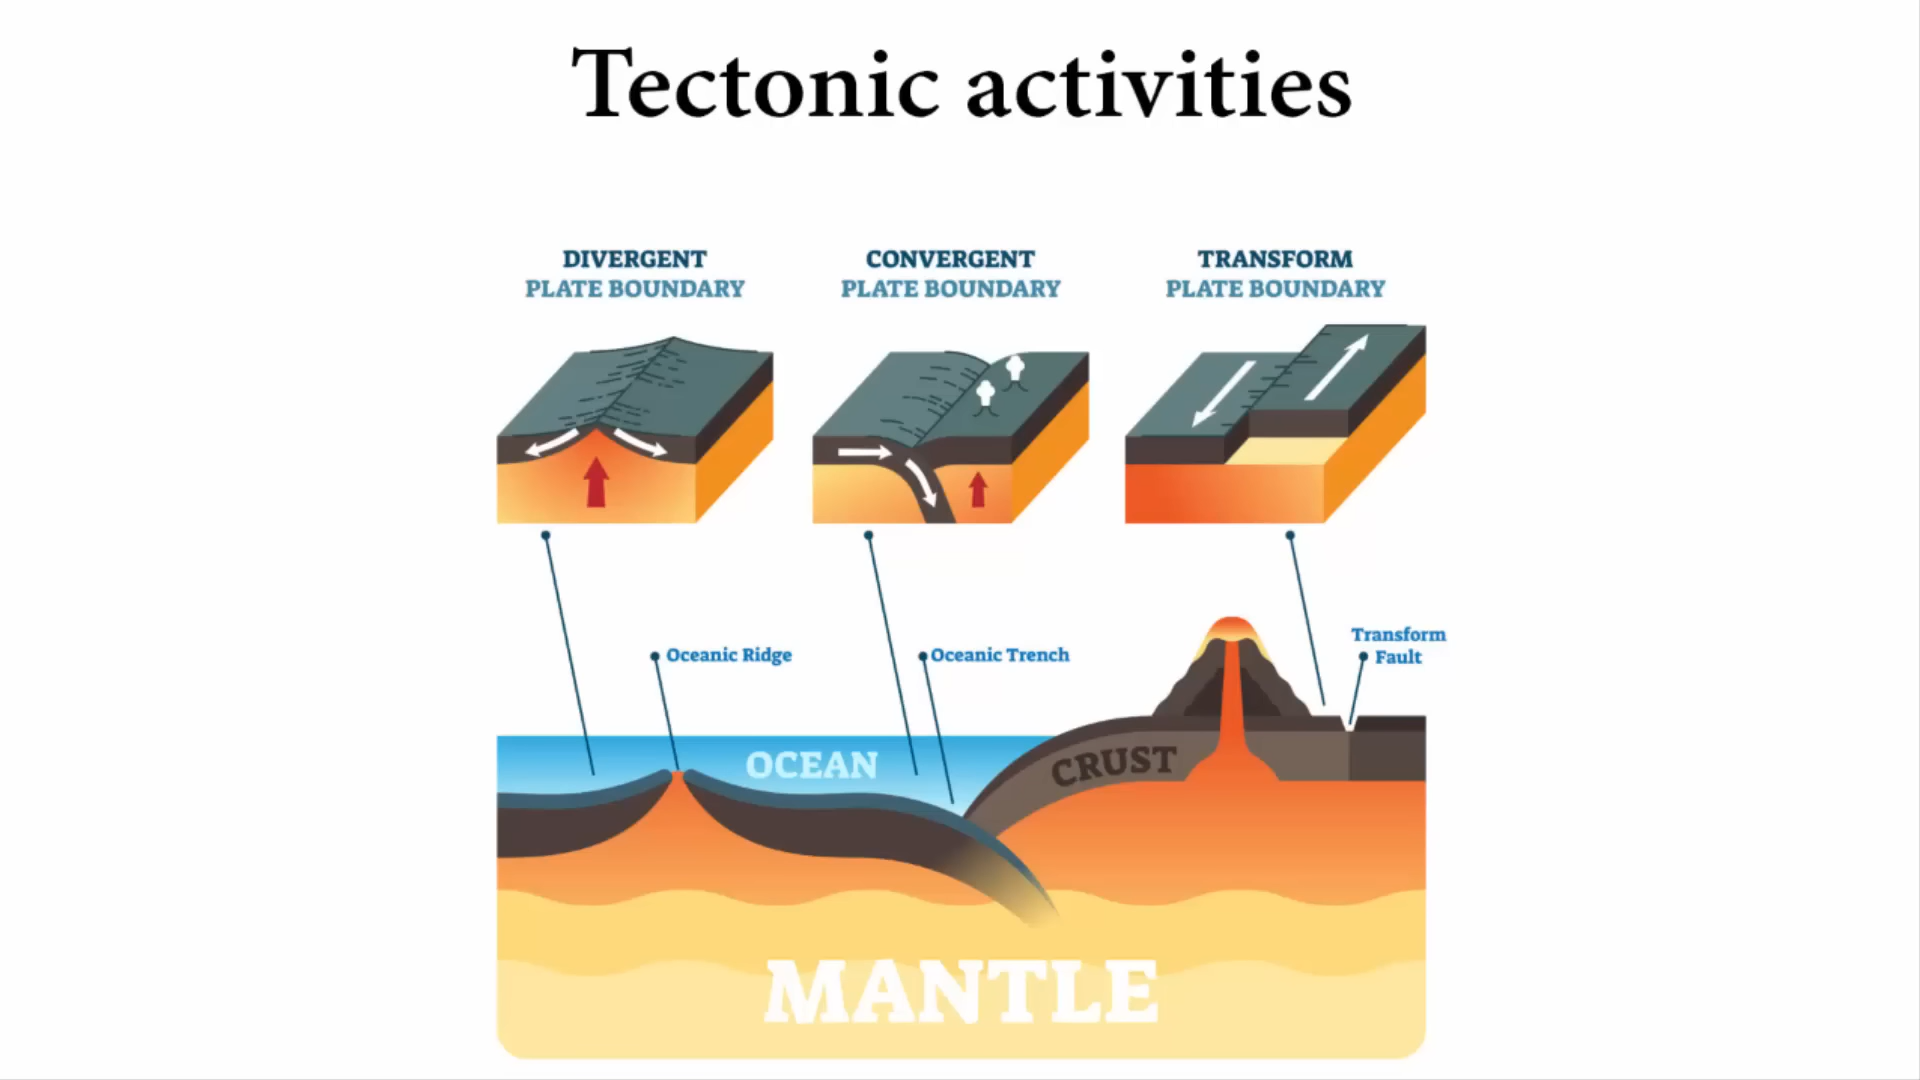 Tectonic activities
DIVERGENT
PLATE BOUNDARY
CONVERGENT
PLATE BOUNDARY
TRANSFORM
PLATE BOUNDARY
Oceanic Ridge
Oceanic Trench
Transform
Fault
OCEAN
CRUST
MANTLE